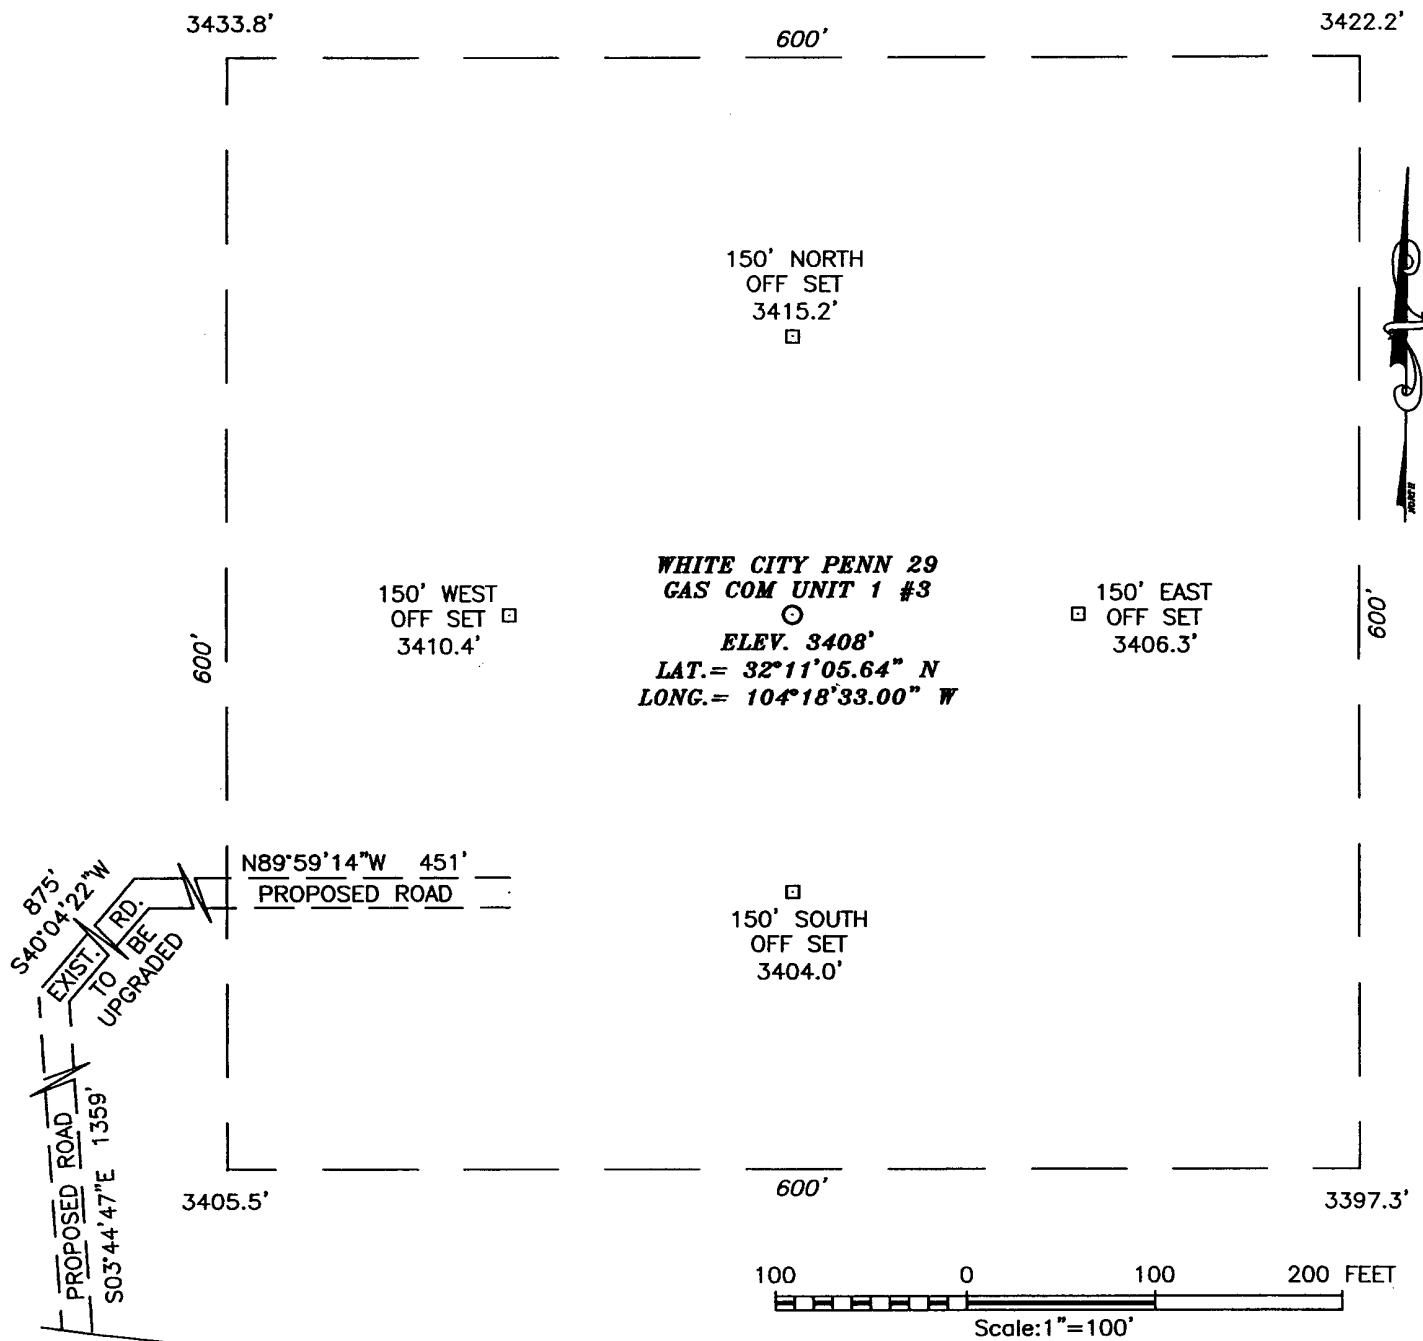 3433.8'
600'
3422.2'
150' NORTH
OFF SET
3415.2'
WHITE CITY PENN 29
GAS COM UNIT 1 #3
ELEV. 3408'
LAT.= 32°11'05.64" N
LONG.= 104°18'33.00" W
150' WEST
OFF SET
3410.4'
150' EAST
OFF SET
3406.3'
600'
600'
N89°59'14"W 451'
PROPOSED ROAD
875'
S40°04'22"W
EXIST. RD.
TO BE
UPGRADED
150' SOUTH
OFF SET
3404.0'
PROPOSED ROAD
S03°44'47"E 1359'
3405.5'
600'
3397.3'
100 0 100 200 FEET
Scale:1"=100'